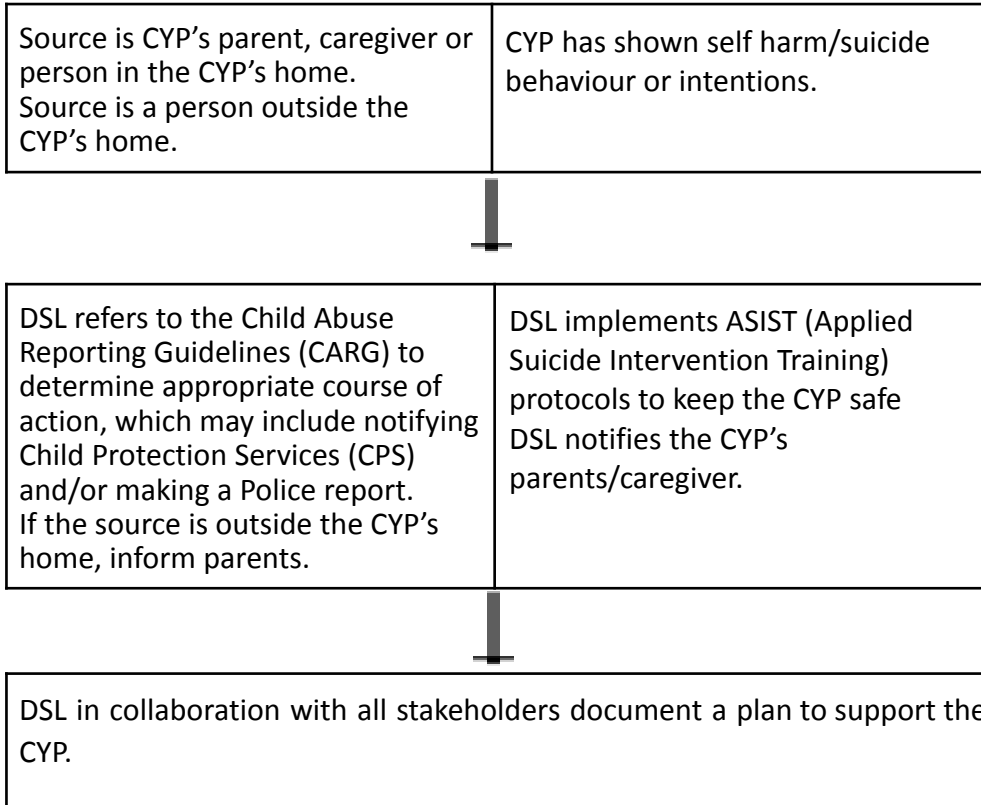 Source is CYP’s parent, caregiver or
person in the CYP’s home.
Source is a person outside the
CYP’s home.
CYP has shown self harm/suicide
behaviour or intentions.
DSL refers to the Child Abuse
Reporting Guidelines (CARG) to
determine appropriate course of
action, which may include notifying
Child Protection Services (CPS)
and/or making a Police report.
If the source is outside the CYP’s
home, inform parents.
DSL implements ASIST (Applied
Suicide Intervention Training)
protocols to keep the CYP safe
DSL notifies the CYP’s
parents/caregiver.
DSL in collaboration with all stakeholders document a plan to support the
CYP.